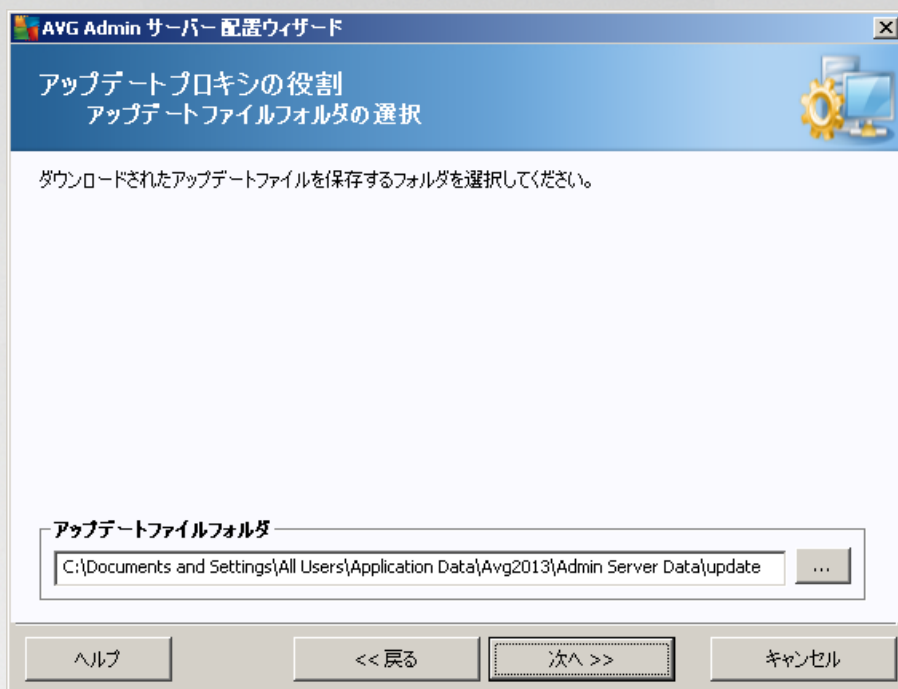 AVG Admin サーバー 配置ウィザード
アップデートプロキシの役割
アップデートファイルフォルダの選択
ダウンロードされたアップデートファイルを保存するフォルダを選択してください。
アップデートファイルフォルダ
C:\Documents and Settings\All Users\Application Data\Avg2013\Admin Server Data\update
...
ヘルプ
<< 戻る
次へ >>
キャンセル